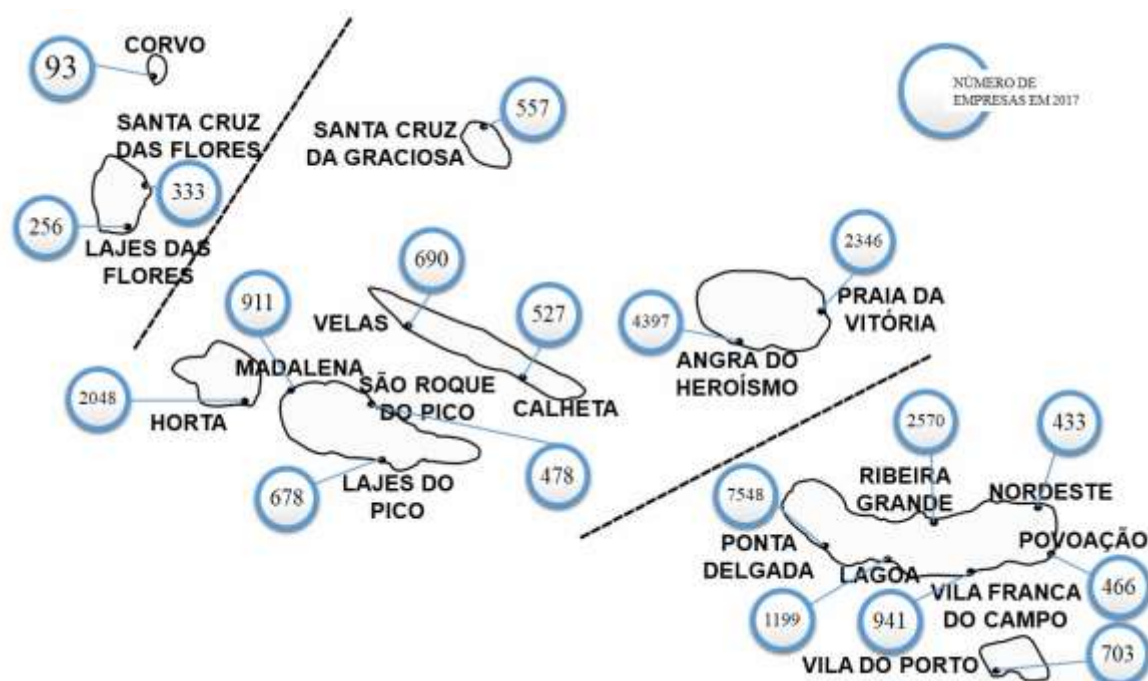 CORVO
93
SANTA CRUZ
DAS FLORES
333
256
LAJES DAS
FLORES
SANTA CRUZ
DA GRACIOSA
557
NÚMERO DE
EMPRESAS EM 2017
690
VELAS
527
CALHETA
911
MADALENA
SÃO ROQUE
DO PICO
478
2048
HORTA
678
LAJES DO
PICO
2346
PRAIA DA
VITÓRIA
4397
ANGRA DO
HEROÍSMO
2570
RIBEIRA
GRANDE
433
NORDESTE
7548
PONTA
DELGADA
LAGOA
1199
POVOAÇÃO
466
VILA FRANCA
DO CAMPO
941
VILA DO PORTO
703